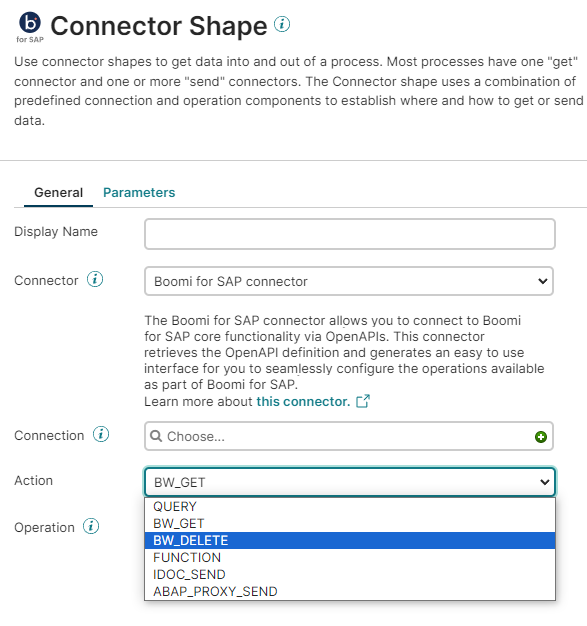 b
for SAP
Connector Shape i
Use connector shapes to get data into and out of a process. Most processes have one "get"
connector and one or more "send" connectors. The Connector shape uses a combination of
predefined connection and operation components to establish where and how to get or send
data.
General Parameters
Display Name
Connector i Boomi for SAP connector
The Boomi for SAP connector allows you to connect to Boomi
for SAP core functionality via OpenAPIs. This connector
retrieves the OpenAPI definition and generates an easy to use
interface for you to seamlessly configure the operations available
as part of Boomi for SAP.
Learn more about this connector.
Connection i Choose...
Action BW_GET
Operation i
QUERY
BW_GET
BW_DELETE
FUNCTION
IDOC_SEND
ABAP_PROXY_SEND